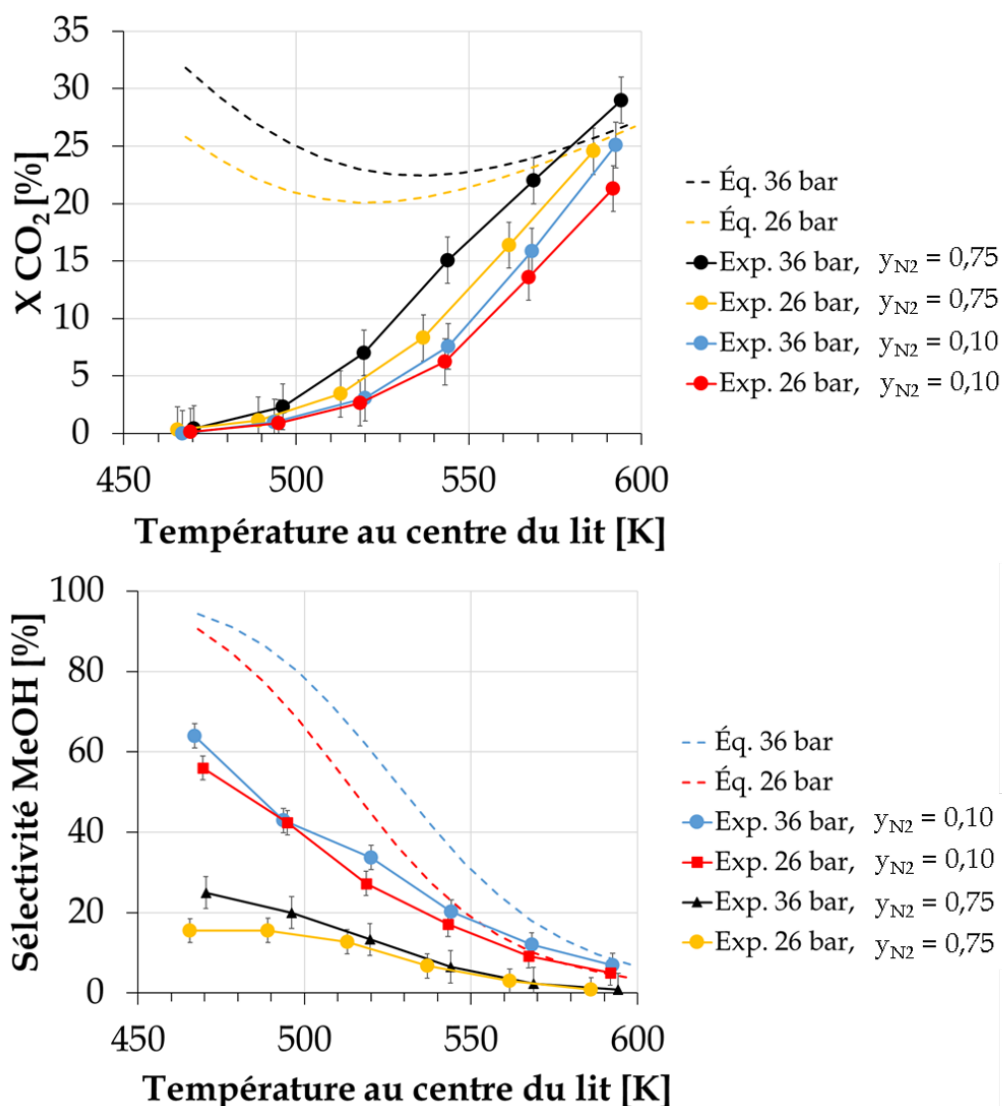 35
30
25
20
15
10
5
0
X CO₂ [%]
450 500 550 600
Température au centre du lit [K]
Éq. 36 bar
Éq. 26 bar
Exp. 36 bar, yN2 = 0,75
Exp. 26 bar, yN2 = 0,75
Exp. 36 bar, yN2 = 0,10
Exp. 26 bar, yN2 = 0,10
100
80
60
40
20
0
Sélectivité MeOH [%]
450 500 550 600
Température au centre du lit [K]
Éq. 36 bar
Éq. 26 bar
Exp. 36 bar, yN2 = 0,10
Exp. 26 bar, yN2 = 0,10
Exp. 36 bar, yN2 = 0,75
Exp. 26 bar, yN2 = 0,75